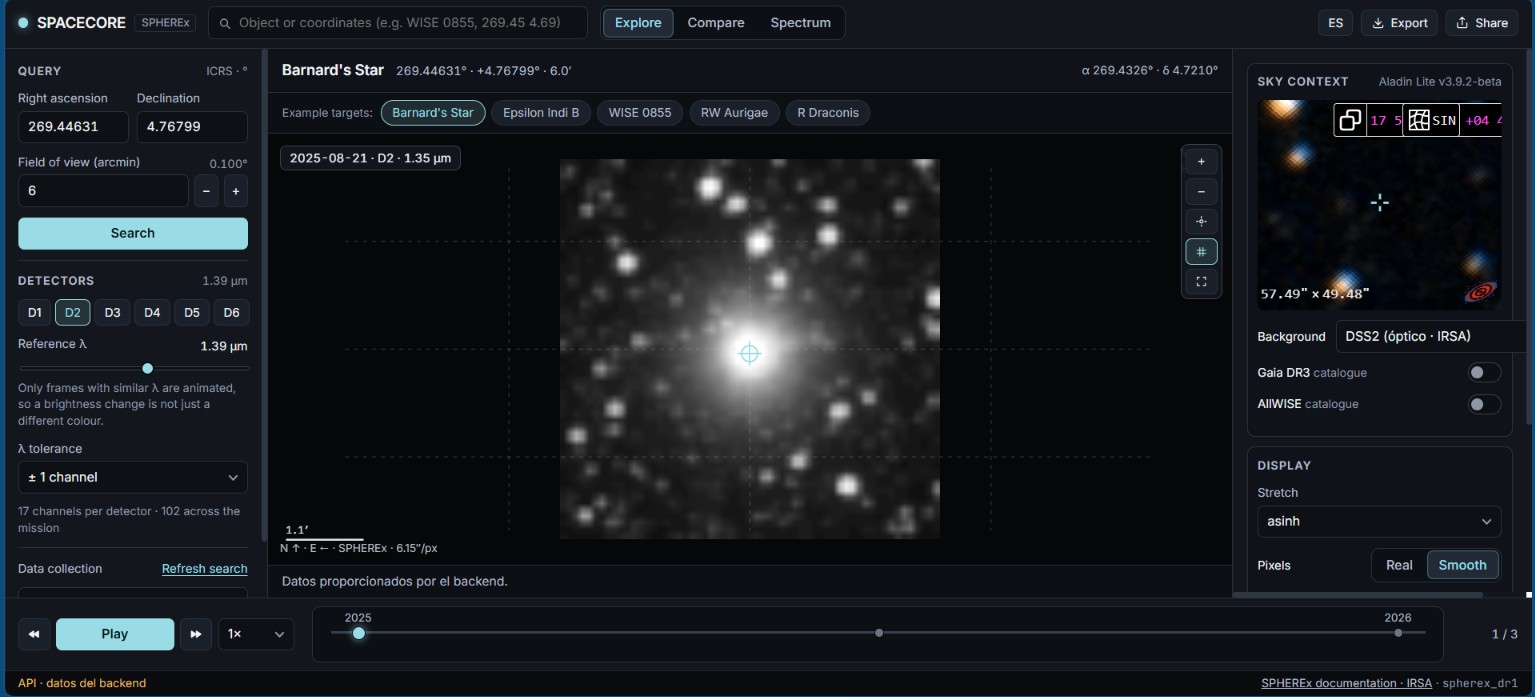 SPACECORE SPHEREx Object or coordinates (e.g. WISE 0855, 269.45 4.69) Explore Compare Spectrum ES Export Share
QUERY ICRS · °
Right ascension Declination
269.44631 4.76799
Field of view (arcmin) 0.100°
6 − +
Search
DETECTORS 1.39 µm
D1 D2 D3 D4 D5 D6
Reference λ 1.39 µm
Only frames with similar λ are animated,
so a brightness change is not just a
different colour.
λ tolerance
± 1 channel
17 channels per detector · 102 across the
mission
Data collection Refresh search
Barnard's Star 269.44631° · +4.76799° · 6.0' α 269.4326° · δ 4.7210°
Example targets: Barnard's Star Epsilon Indi B WISE 0855 RW Aurigae R Draconis
2025-08-21 · D2 · 1.35 µm
+
−
1.1′
N ↑ · E ← · SPHEREx · 6.15"/px
Datos proporcionados por el backend.
SKY CONTEXT Aladin Lite v3.9.2-beta
17 5 SIN +04 4
57.49" × 49.48"
Background DSS2 (óptico · IRSA)
Gaia DR3 catalogue
AllWISE catalogue
DISPLAY
Stretch
asinh
Pixels Real Smooth
Play 1× 2025 2026 1 / 3
API · datos del backend SPHEREx documentation · IRSA · spherex_dr1